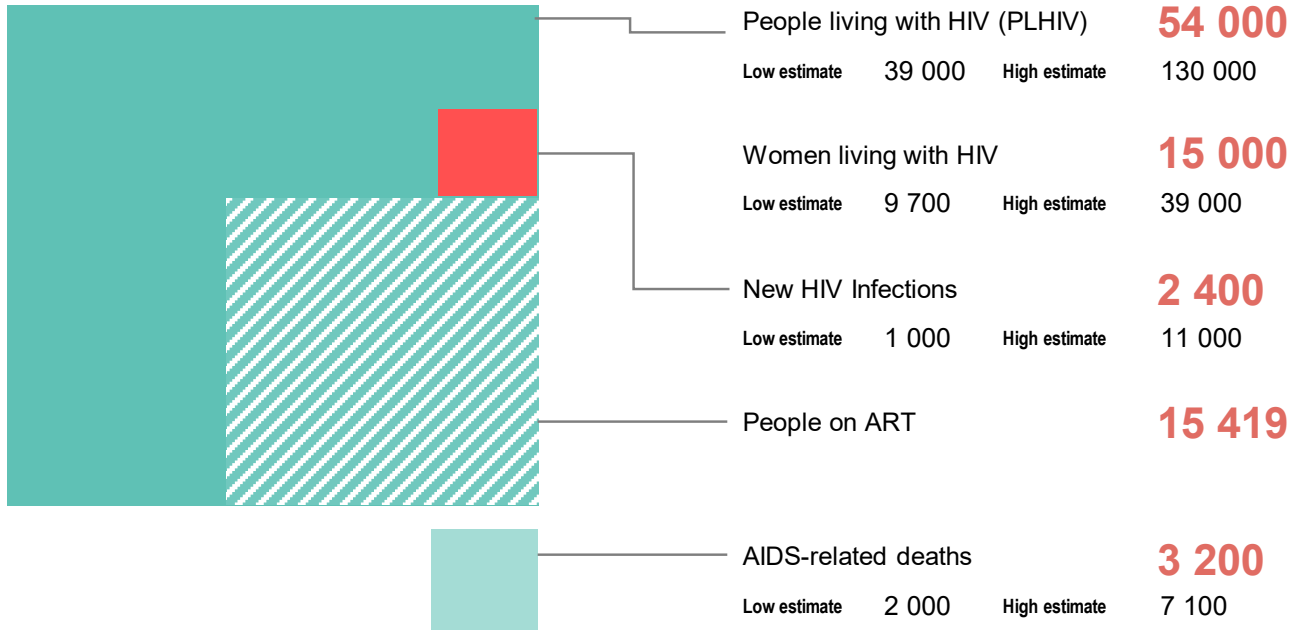 People living with HIV (PLHIV) 54 000
Low estimate 39 000 High estimate 130 000
Women living with HIV 15 000
Low estimate 9 700 High estimate 39 000
New HIV Infections 2 400
Low estimate 1 000 High estimate 11 000
People on ART 15 419
AIDS-related deaths 3 200
Low estimate 2 000 High estimate 7 100